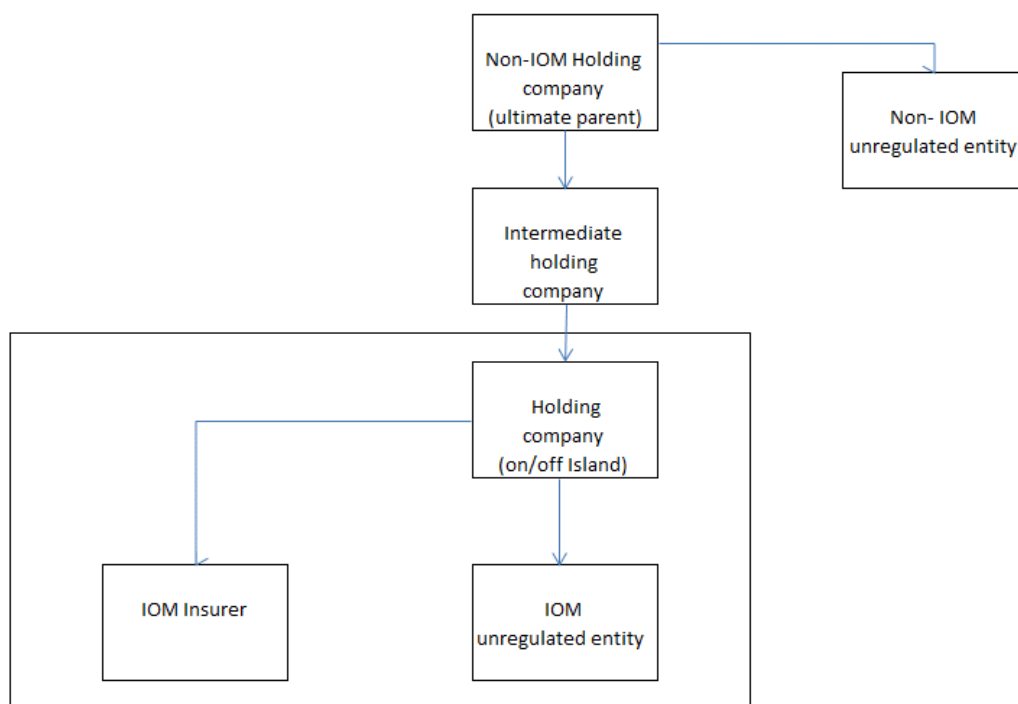 Non-IOM Holding
company
(ultimate parent)
Non- IOM
unregulated entity
Intermediate
holding
company
Holding
company
(on/off Island)
IOM Insurer
IOM
unregulated entity